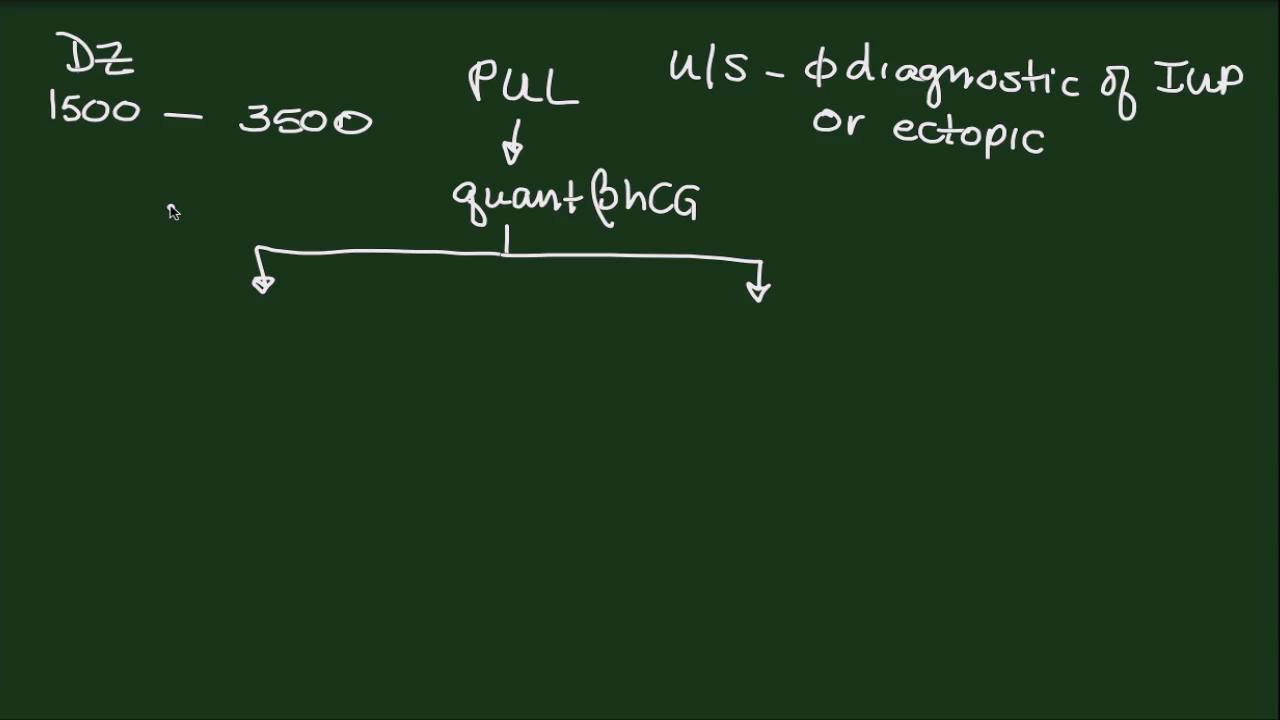 DZ
1500 — 3500
PUL
u/s - φ diagnostic of IUP
or ectopic
quant βhCG